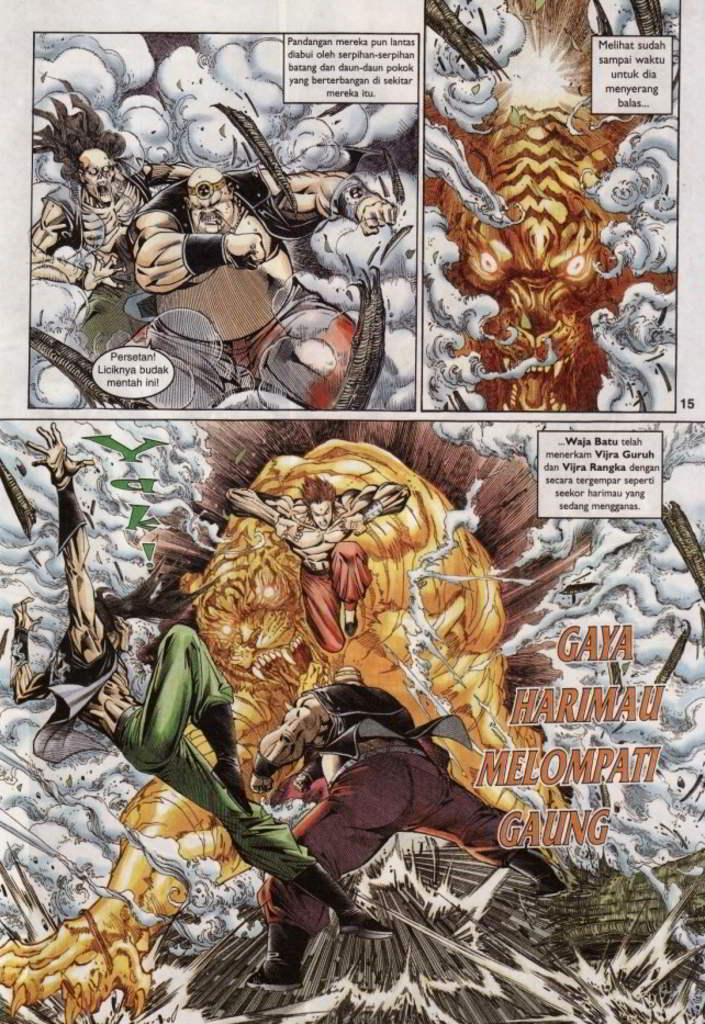 Pandangan mereka pun lantas
diabui oleh serpihan-serpihan
batang dan daun-daun pokok
yang berterbangan di sekitar
mereka itu.
Persetan!
Liciknya budak
mentah ini!
Melihat sudah
sampai waktu
untuk dia
menyerang
balas...
15
YAK!
...Waja Batu telah
menerkam Vijra Guruh
dan Vijra Rangka dengan
secara tergempar seperti
seekor harimau yang
sedang mengganas.
GAYA
HARIMAU
MELOMPATI
GAUNG